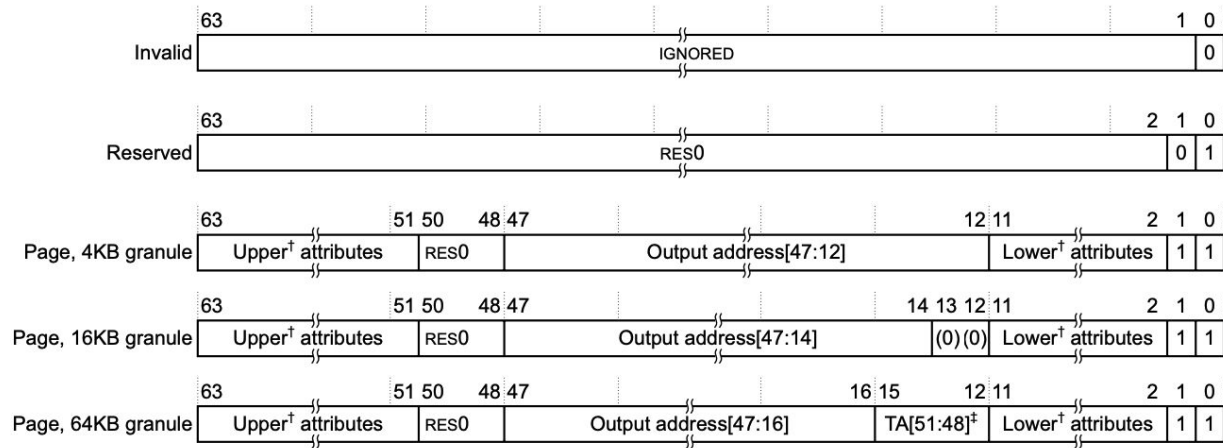 63 1 0
Invalid IGNORED 0
63 2 1 0
Reserved RES0 0 1
63 51 50 48 47 12 11 2 1 0
Page, 4KB granule Upper† attributes RES0 Output address[47:12] Lower† attributes 1 1
63 51 50 48 47 14 13 12 11 2 1 0
Page, 16KB granule Upper† attributes RES0 Output address[47:14] (0) (0) Lower† attributes 1 1
63 51 50 48 47 16 15 12 11 2 1 0
Page, 64KB granule Upper† attributes RES0 Output address[47:16] TA[51:48]‡ Lower† attributes 1 1